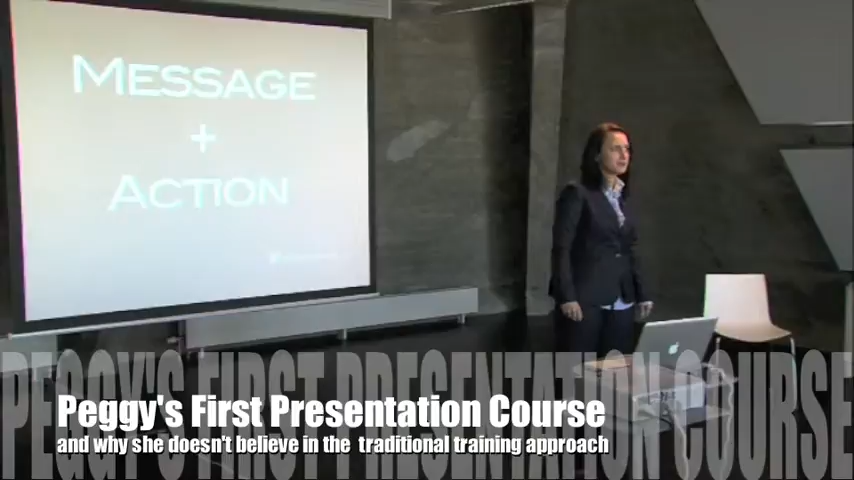 MESSAGE
+
ACTION
PEGGY'S FIRST PRESENTATION COURSE
Peggy's First Presentation Course
and why she doesn't believe in the traditional training approach